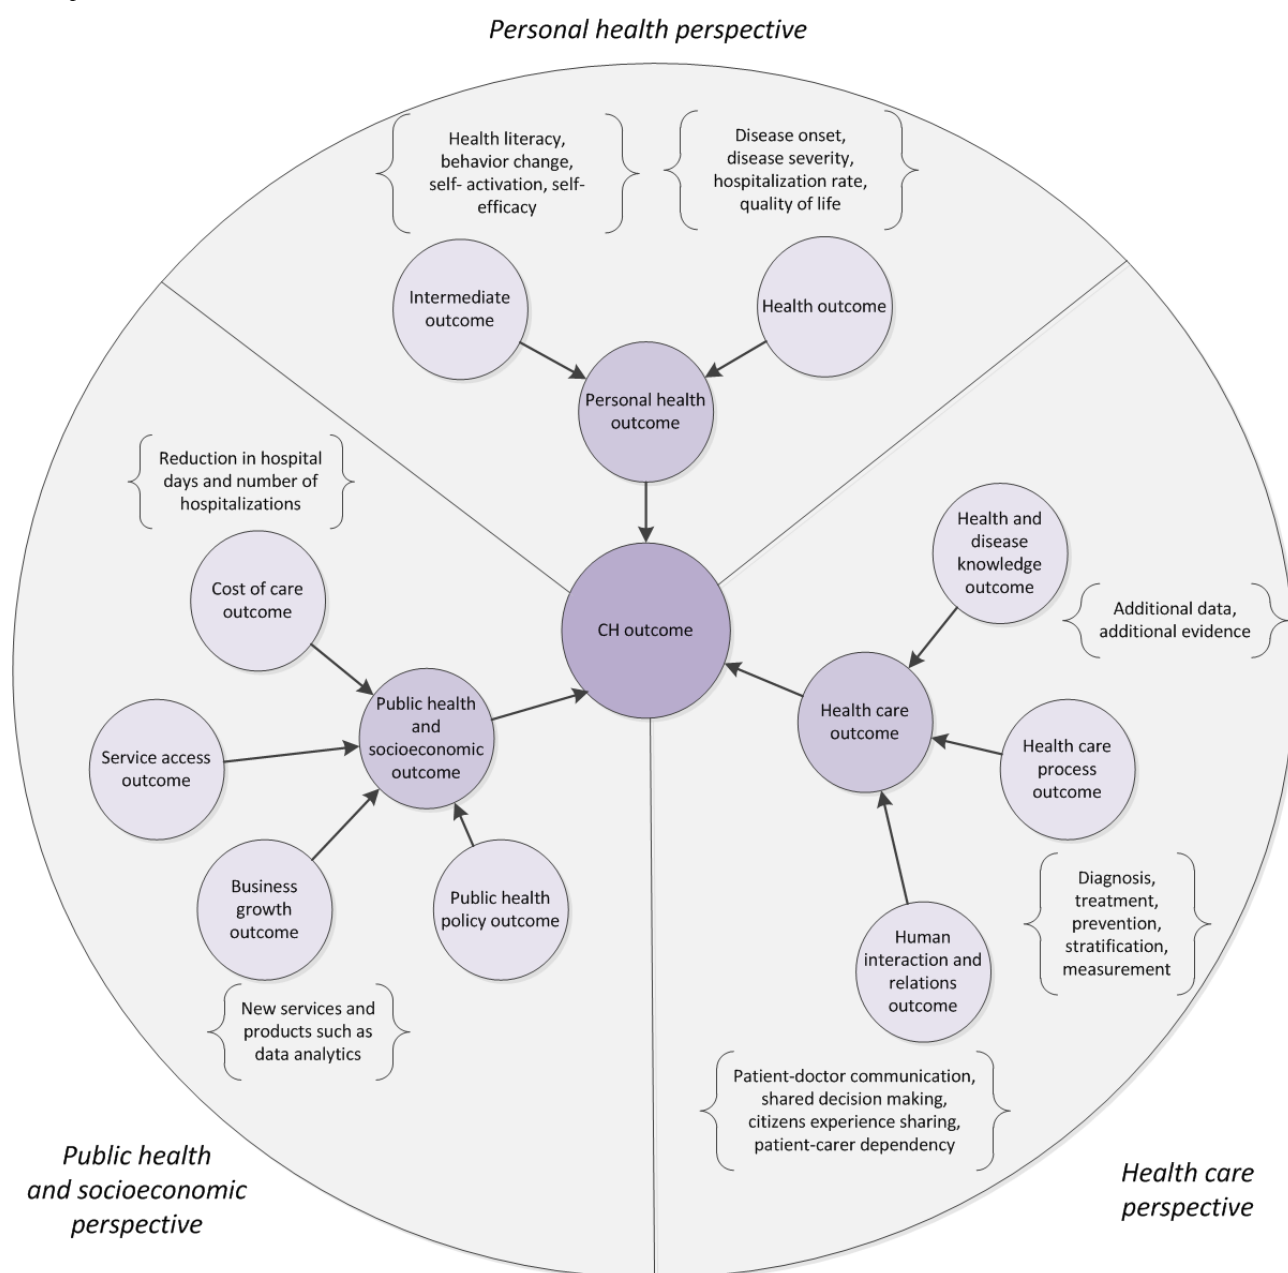 Personal health perspective
Health literacy,
behavior change,
self- activation, self-
efficacy
Disease onset,
disease severity,
hospitalization rate,
quality of life
Intermediate
outcome
Health outcome
Personal health
outcome
Reduction in hospital
days and number of
hospitalizations
Cost of care
outcome
CH outcome
Health and
disease
knowledge
outcome
Additional data,
additional evidence
Public health
and
socioeconomic
outcome
Health care
outcome
Service access
outcome
Health care
process
outcome
Business
growth
outcome
Public health
policy outcome
Diagnosis,
treatment,
prevention,
stratification,
measurement
Human
interaction and
relations
outcome
New services and
products such as
data analytics
Patient-doctor communication,
shared decision making,
citizens experience sharing,
patient-carer dependency
Public health
and socioeconomic
perspective
Health care
perspective